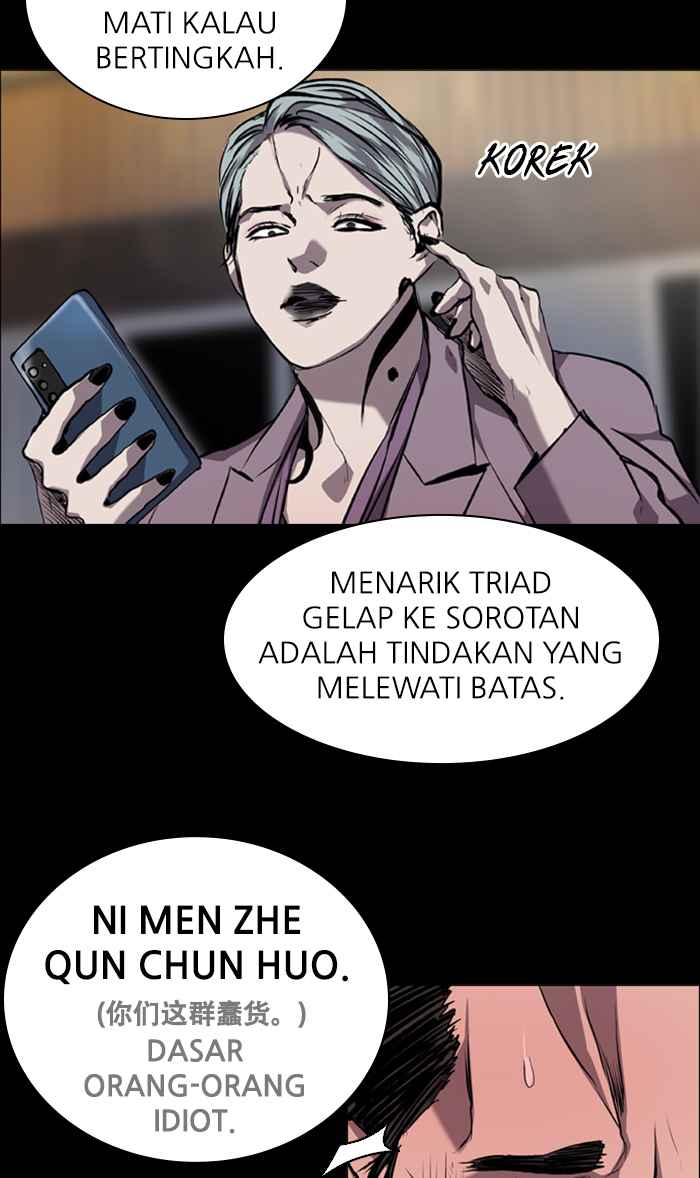 MATI KALAU
BERTINGKAH.
KOREK
MENARIK TRIAD
GELAP KE SOROTAN
ADALAH TINDAKAN YANG
MELEWATI BATAS.
NI MEN ZHE
QUN CHUN HUO.
(你们这群蠢货。)
DASAR
ORANG-ORANG
IDIOT.